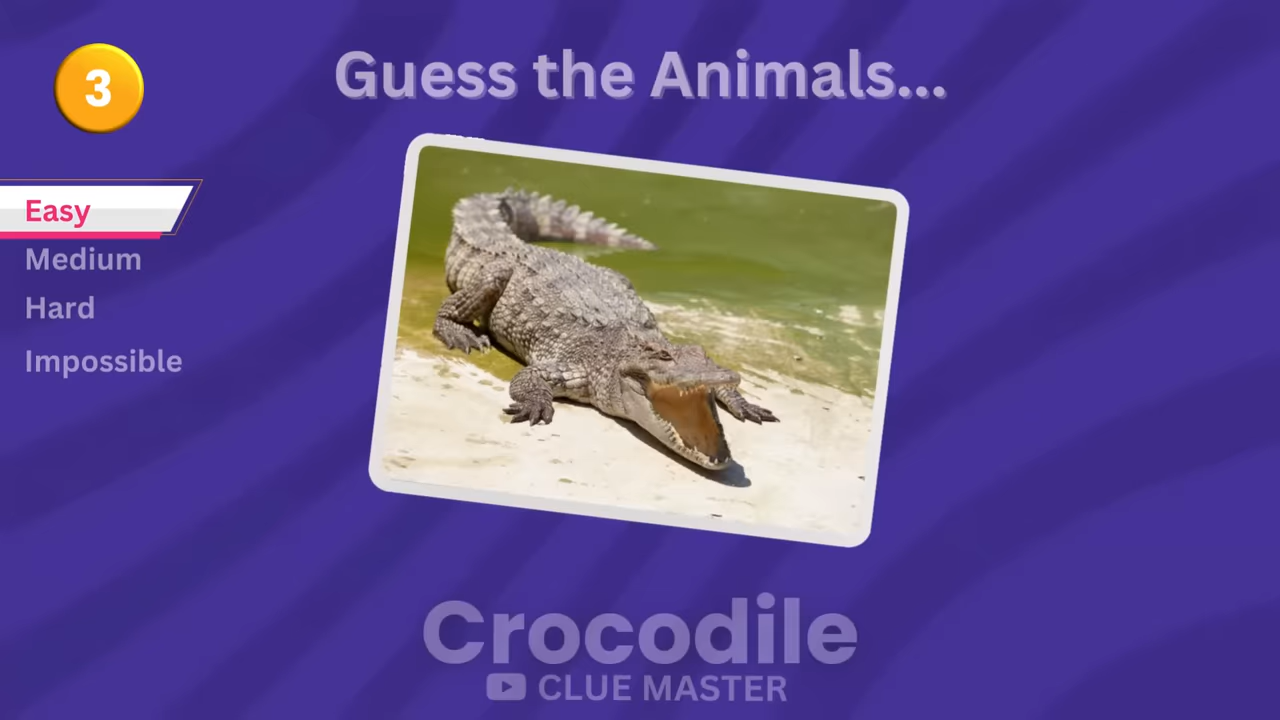 3
Guess the Animals...
Easy
Medium
Hard
Impossible
Crocodile
CLUE MASTER